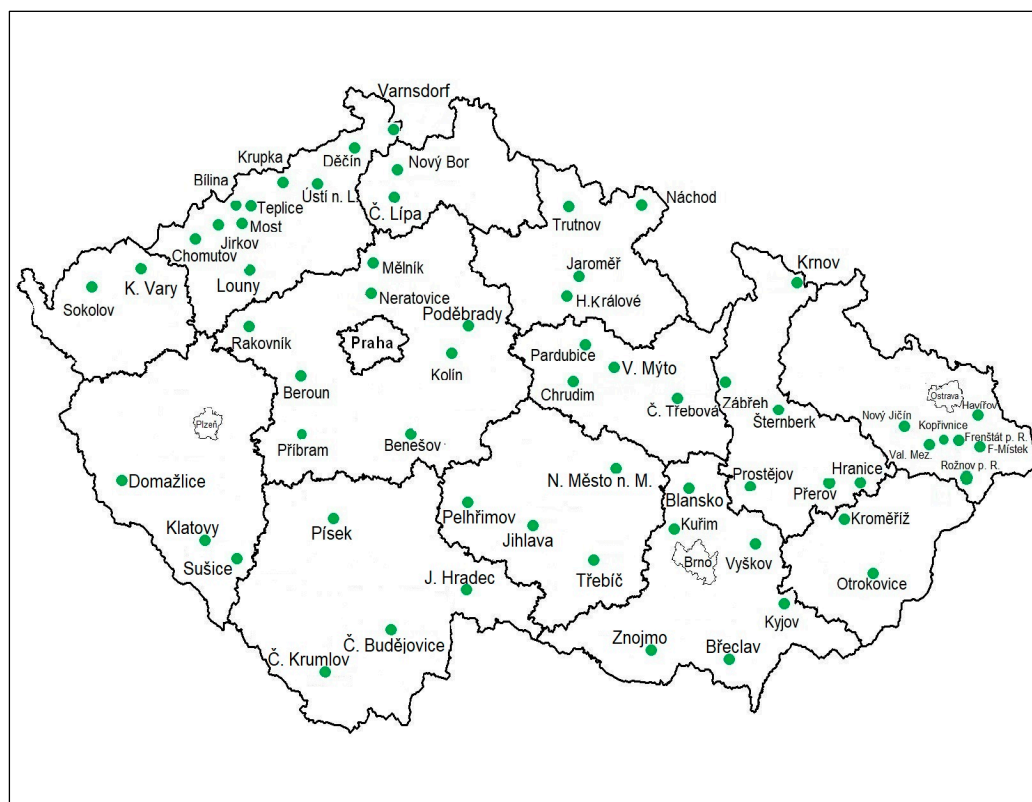 Varnsdorf
Děčín
Krupka
Nový Bor
Bílina
Ústí n. L.
Teplice
Č. Lípa
Náchod
Most
Trutnov
Jirkov
Chomutov
Mělník
Jaroměř
Krnov
K. Vary
Louny
Sokolov
Neratovice
H.Králové
Poděbrady
Rakovník
Praha
Pardubice
Kolín
V. Mýto
Beroun
Chrudim
Ostrava
Zábřeh
Č. Třebová
Havířov
Plzeň
Šternberk
Nový Jičín
Kopřivnice
Příbram
Benešov
Frenštát p. R.
F-Místek
Val. Mez.
Rožnov p. R.
Domažlice
N. Město n. M.
Prostějov
Hranice
Blansko
Přerov
Pelhřimov
Kroměříž
Písek
Kuřim
Klatovy
Jihlava
Brno
Vyškov
Sušice
Třebíč
J. Hradec
Otrokovice
Kyjov
Č. Budějovice
Znojmo
Břeclav
Č. Krumlov